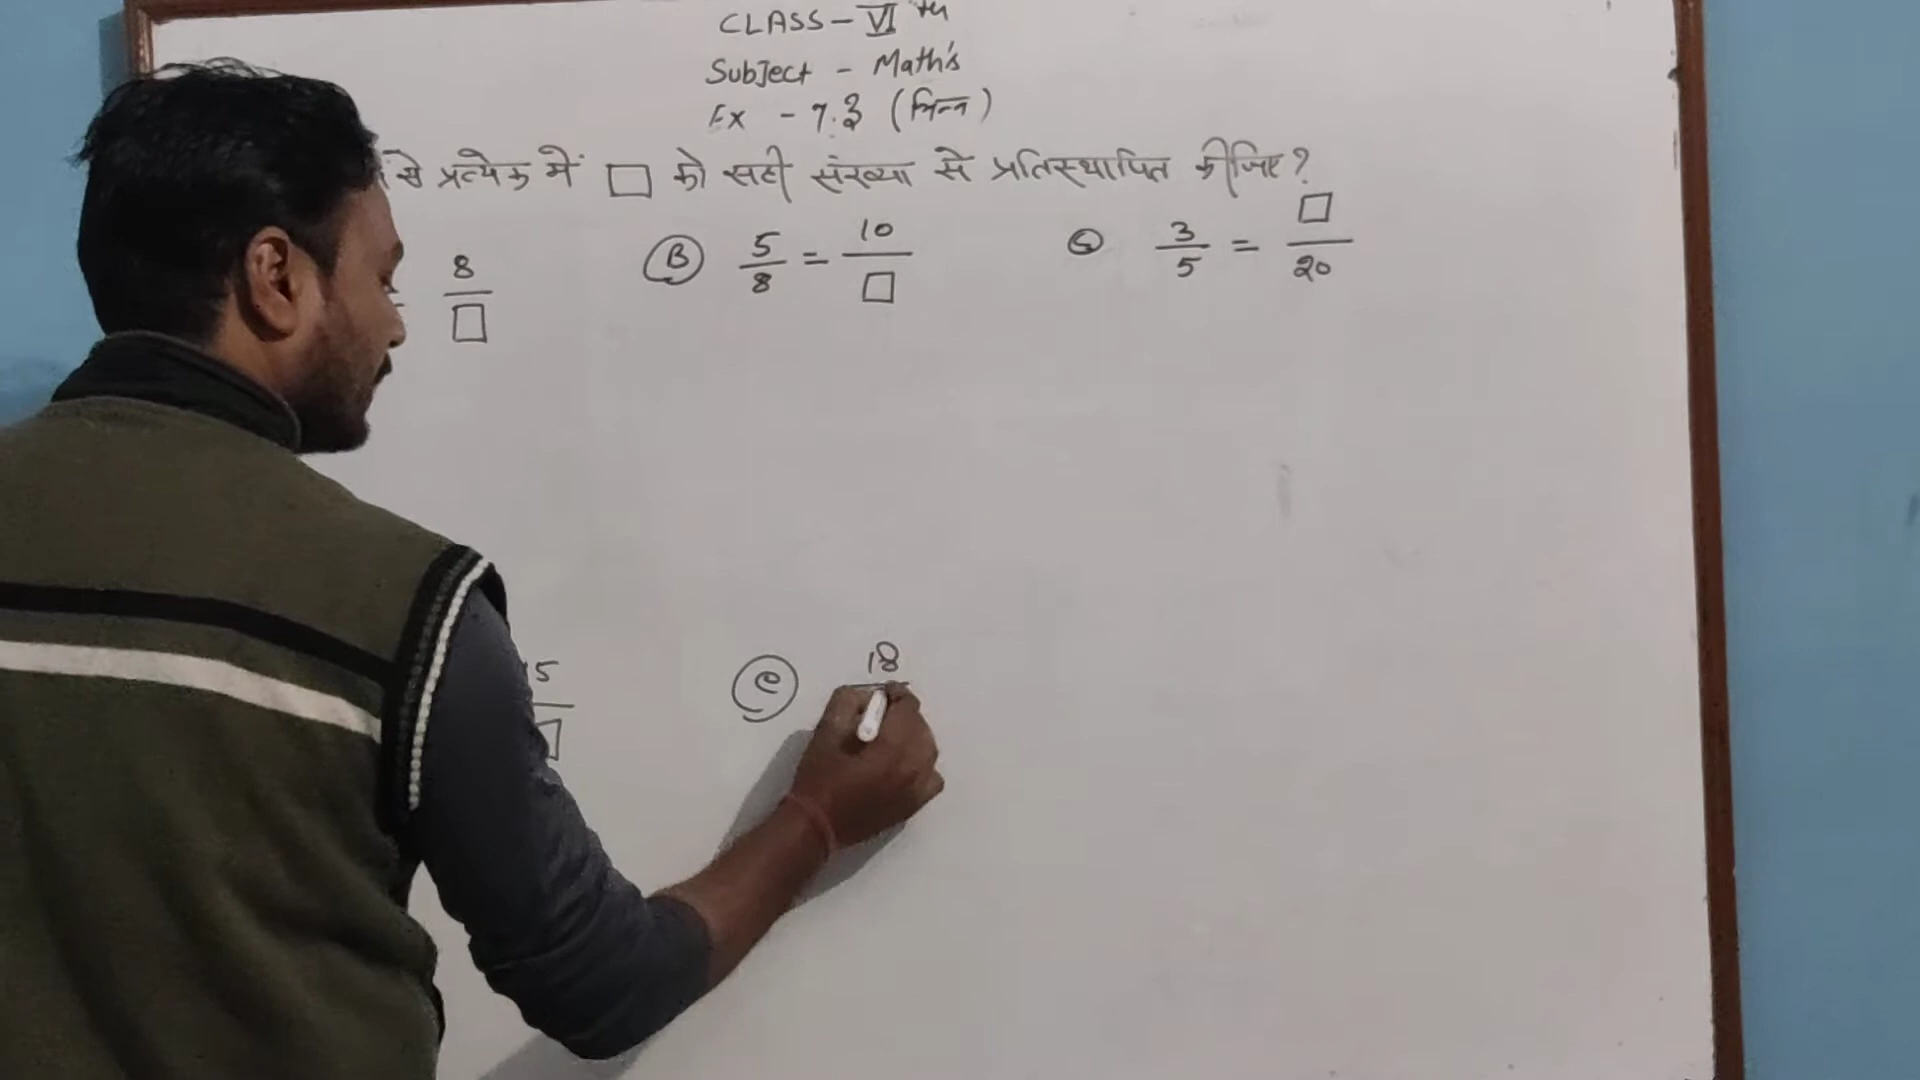 CLASS - VI th
Subject - Math's
Ex - 7.3 (भिन्न)
से प्रत्येक में □ को सही संख्या से प्रतिस्थापित कीजिए?
8/□ (B) 5/8 = 10/□ C 3/5 = □/20
15/□ (e) 18